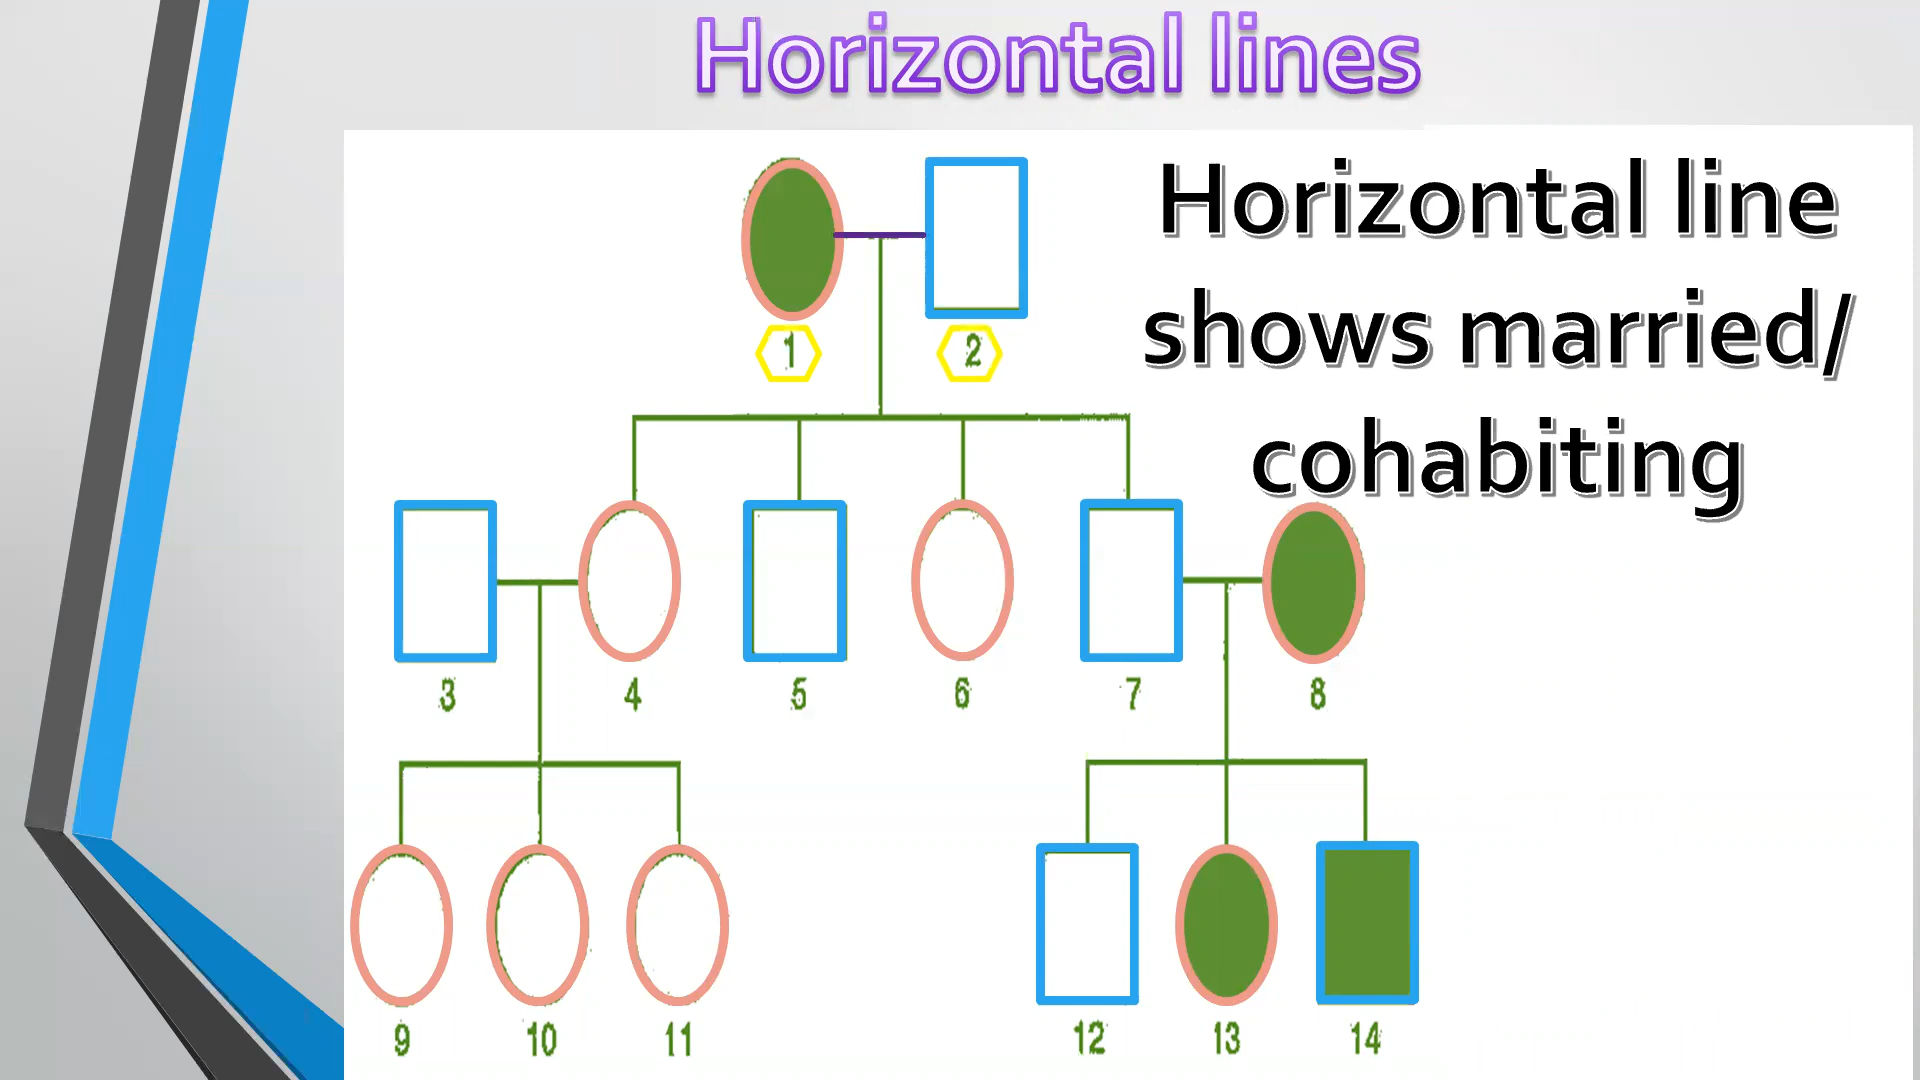 Horizontal lines
Horizontal line
shows married/
cohabiting
1 2
3 4 5 6 7 8
9 10 11 12 13 14